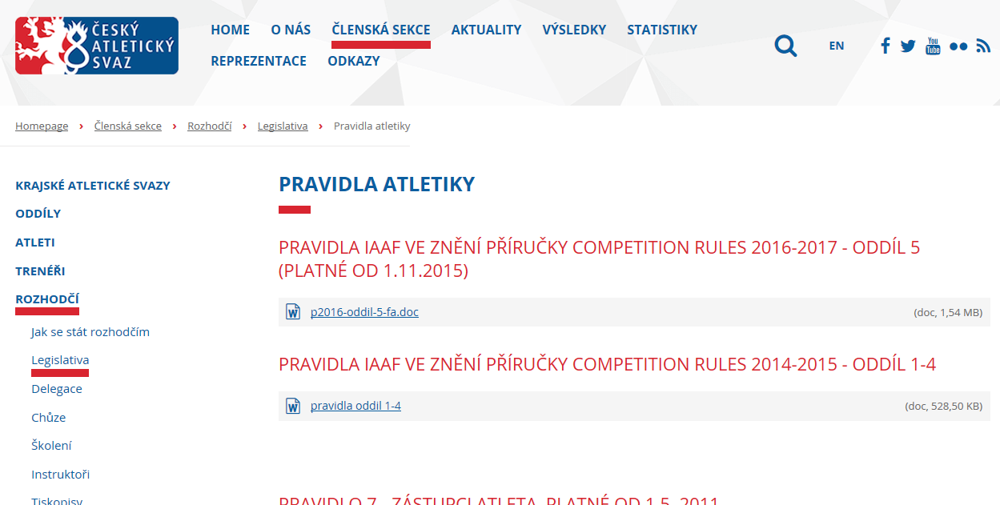 ČESKÝ
ATLETICKÝ
SVAZ
HOME O NÁS ČLENSKÁ SEKCE AKTUALITY VÝSLEDKY STATISTIKY
REPREZENTACE ODKAZY
EN
You
Tube
Homepage › Členská sekce › Rozhodčí › Legislativa › Pravidla atletiky
KRAJSKÉ ATLETICKÉ SVAZY
ODDÍLY
ATLETI
TRENÉŘI
ROZHODČÍ
Jak se stát rozhodčím
Legislativa
Delegace
Chůze
Školení
Instruktoři
Tiskopisy
PRAVIDLA ATLETIKY
PRAVIDLA IAAF VE ZNĚNÍ PŘÍRUČKY COMPETITION RULES 2016-2017 - ODDÍL 5
(PLATNÉ OD 1.11.2015)
p2016-oddil-5-fa.doc (doc, 1,54 MB)
PRAVIDLA IAAF VE ZNĚNÍ PŘÍRUČKY COMPETITION RULES 2014-2015 - ODDÍL 1-4
pravidla oddil 1-4 (doc, 528,50 KB)
PRAVIDLO 7 - ZÁSTUPCI ATLETA, PLATNÉ OD 1.5. 2011